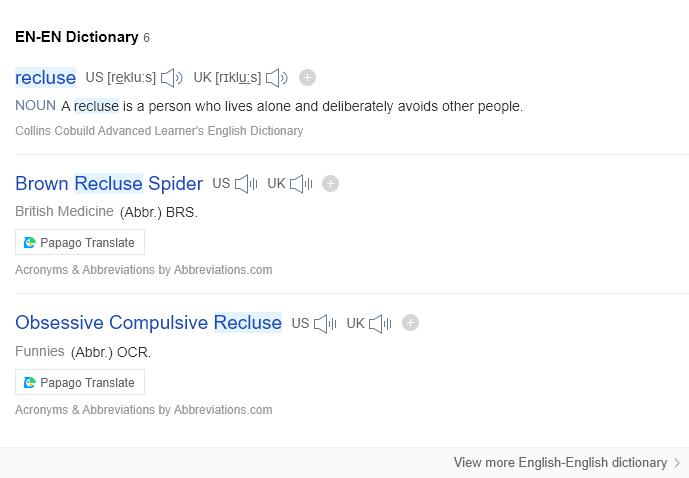 EN-EN Dictionary 6
recluse US [rekluːs] UK [rɪkluːs]
NOUN A recluse is a person who lives alone and deliberately avoids other people.
Collins Cobuild Advanced Learner's English Dictionary
Brown Recluse Spider US UK
British Medicine (Abbr.) BRS.
Papago Translate
Acronyms & Abbreviations by Abbreviations.com
Obsessive Compulsive Recluse US UK
Funnies (Abbr.) OCR.
Papago Translate
Acronyms & Abbreviations by Abbreviations.com
View more English-English dictionary